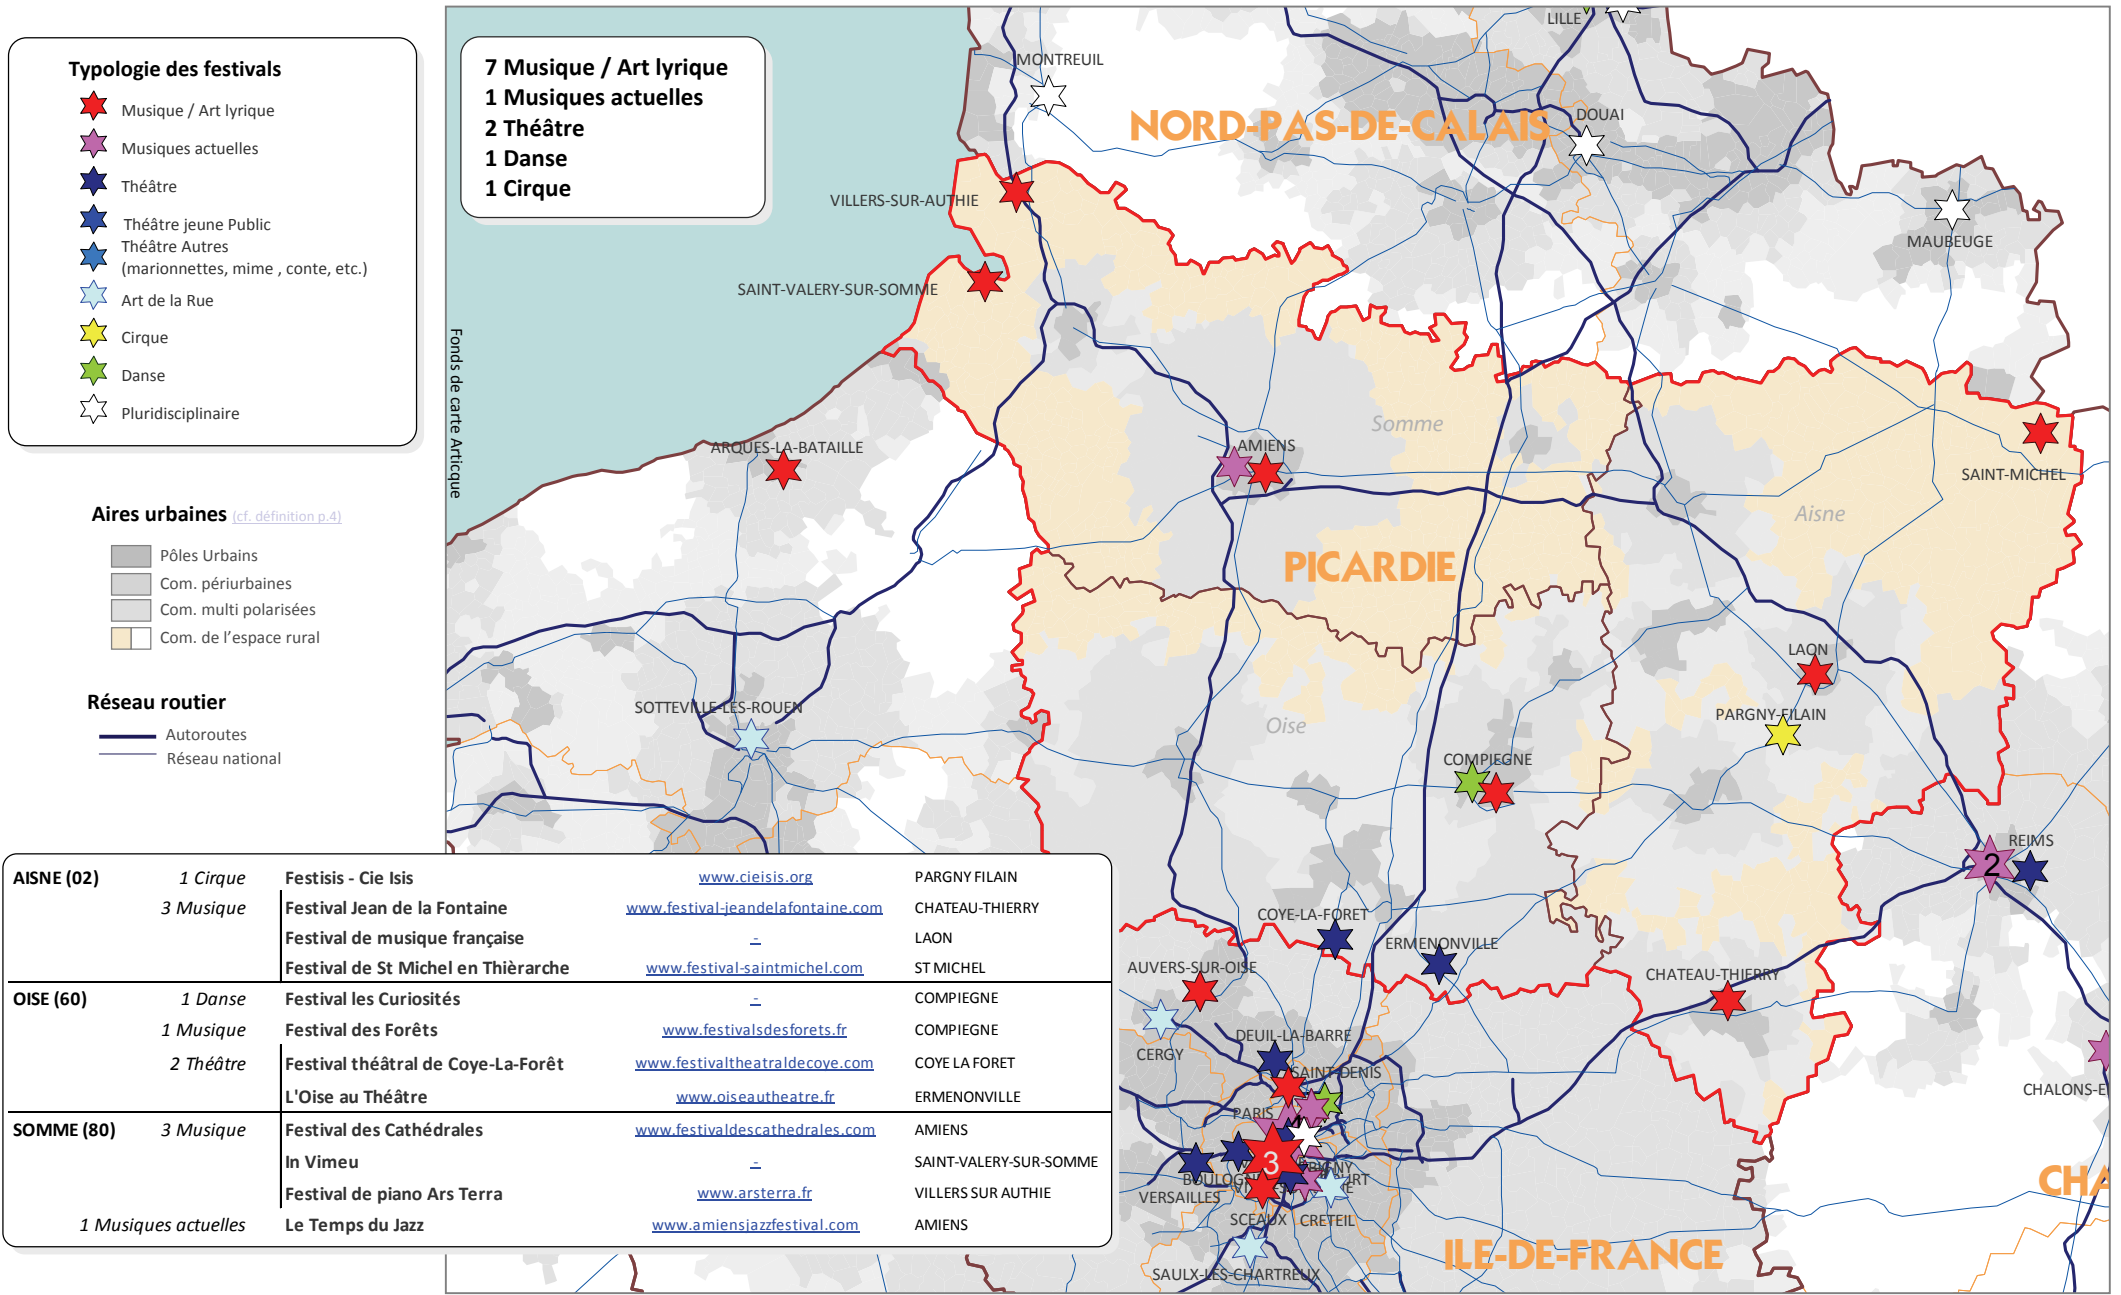 Typologie des festivals
Musique / Art lyrique
Musiques actuelles
Théâtre
Théâtre jeune Public
Théâtre Autres
(marionnettes, mime , conte, etc.)
Art de la Rue
Cirque
Danse
Pluridisciplinaire
Aires urbaines (cf. définition p.4)
Pôles Urbains
Com. périurbaines
Com. multi polarisées
Com. de l'espace rural
Réseau routier
Autoroutes
Réseau national
7 Musique / Art lyrique
1 Musiques actuelles
2 Théâtre
1 Danse
1 Cirque
Fonds de carte Articque
LILLE
MONTREUIL
NORD-PAS-DE-CALAIS
DOUAI
VILLERS-SUR-AUTHIE
MAUBEUGE
SAINT-VALERY-SUR-SOMME
Somme
ARQUES-LA-BATAILLE
AMIENS
SAINT-MICHEL
Aisne
PICARDIE
LAON
SOTTEVILLE-LES-ROUEN
PARGNY-FILAIN
Oise
COMPIEGNE
REIMS
2
COYE-LA-FORET
ERMENONVILLE
AUVERS-SUR-OISE
CHATEAU-THIERRY
DEUIL-LA-BARRE
CERGY
SAINT-DENIS
CHALONS-E
PARIS
4
3
BOULOGN
VERSAILLES
CHA
SCEAUX
CRETEIL
ILE-DE-FRANCE
SAULX-LES-CHARTREUX
AISNE (02) 1 Cirque Festisis - Cie Isis www.cieisis.org PARGNY FILAIN
3 Musique Festival Jean de la Fontaine www.festival-jeandelafontaine.com CHATEAU-THIERRY
Festival de musique française - LAON
Festival de St Michel en Thièrarche www.festival-saintmichel.com ST MICHEL
OISE (60) 1 Danse Festival les Curiosités - COMPIEGNE
1 Musique Festival des Forêts www.festivalsdesforets.fr COMPIEGNE
2 Théâtre Festival théâtral de Coye-La-Forêt www.festivaltheatraldecoye.com COYE LA FORET
L'Oise au Théâtre www.oiseautheatre.fr ERMENONVILLE
SOMME (80) 3 Musique Festival des Cathédrales www.festivaldescathedrales.com AMIENS
In Vimeu - SAINT-VALERY-SUR-SOMME
Festival de piano Ars Terra www.arsterra.fr VILLERS SUR AUTHIE
1 Musiques actuelles Le Temps du Jazz www.amiensjazzfestival.com AMIENS